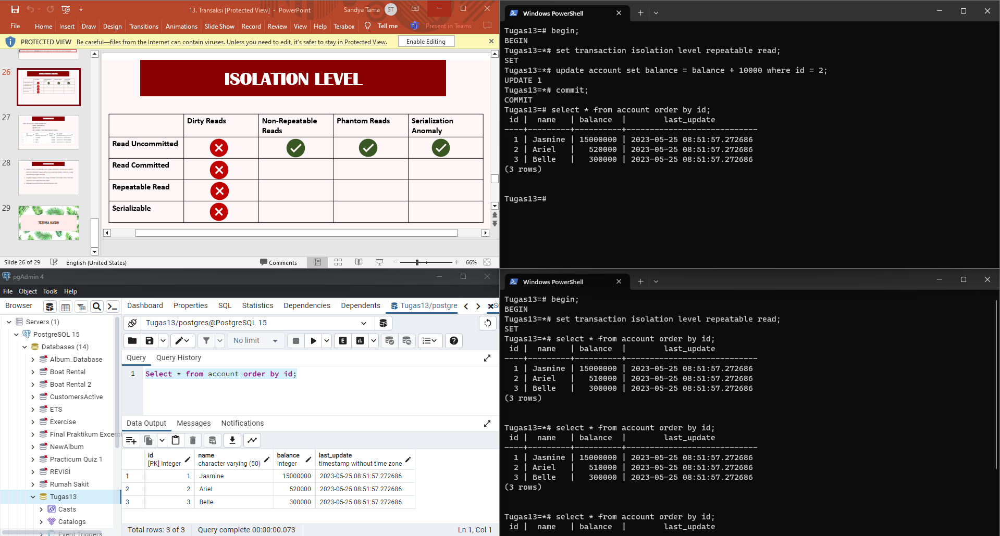 13. Transaksi [Protected View] - PowerPoint
Sandya Tama
ST
File Home Insert Draw Design Transitions Animations Slide Show Record Review View Help Terabox Tell me Present in Teams
PROTECTED VIEW Be careful—files from the Internet can contain viruses. Unless you need to edit, it's safer to stay in Protected View. Enable Editing
26
27
28
29
TERIMA KASIH
ISOLATION LEVEL
Dirty Reads
Non-Repeatable Reads
Phantom Reads
Serialization Anomaly
Read Uncommitted
Read Committed
Repeatable Read
Serializable
Slide 26 of 29 English (United States) Comments 66%
Windows PowerShell
Tugas13=# begin;
BEGIN
Tugas13=*# set transaction isolation level repeatable read;
SET
Tugas13=*# update account set balance = balance + 10000 where id = 2;
UPDATE 1
Tugas13=*# commit;
COMMIT
Tugas13=# select * from account order by id;
id | name | balance | last_update
----+---------+----------+----------------------------
1 | Jasmine | 15000000 | 2023-05-25 08:51:57.272686
2 | Ariel | 520000 | 2023-05-25 08:51:57.272686
3 | Belle | 300000 | 2023-05-25 08:51:57.272686
(3 rows)
Tugas13=#
pgAdmin 4
File Object Tools Help
Browser
Dashboard Properties SQL Statistics Dependencies Dependents Tugas13/postgre
Servers (1)
PostgreSQL 15
Databases (14)
Album_Database
Boat Rental
Boat Rental 2
CustomersActive
ETS
Exercise
Final Praktikum Excerci
NewAlbum
Practicum Quiz 1
REVISI
Rumah Sakit
Tugas13
Casts
Catalogs
Event Triggers
Tugas13/postgres@PostgreSQL 15
No limit
E
Query Query History
1 Select * from account order by id;
Data Output Messages Notifications
id [PK] integer
name character varying (50)
balance integer
last_update timestamp without time zone
1 1 Jasmine 15000000 2023-05-25 08:51:57.272686
2 2 Ariel 520000 2023-05-25 08:51:57.272686
3 3 Belle 300000 2023-05-25 08:51:57.272686
Total rows: 3 of 3 Query complete 00:00:00.073 Ln 1, Col 1
Windows PowerShell
Tugas13=# begin;
BEGIN
Tugas13=*# set transaction isolation level repeatable read;
SET
Tugas13=*# select * from account order by id;
id | name | balance | last_update
----+---------+----------+----------------------------
1 | Jasmine | 15000000 | 2023-05-25 08:51:57.272686
2 | Ariel | 510000 | 2023-05-25 08:51:57.272686
3 | Belle | 300000 | 2023-05-25 08:51:57.272686
(3 rows)
Tugas13=*# select * from account order by id;
id | name | balance | last_update
----+---------+----------+----------------------------
1 | Jasmine | 15000000 | 2023-05-25 08:51:57.272686
2 | Ariel | 510000 | 2023-05-25 08:51:57.272686
3 | Belle | 300000 | 2023-05-25 08:51:57.272686
(3 rows)
Tugas13=*# select * from account order by id;
id | name | balance | last_update